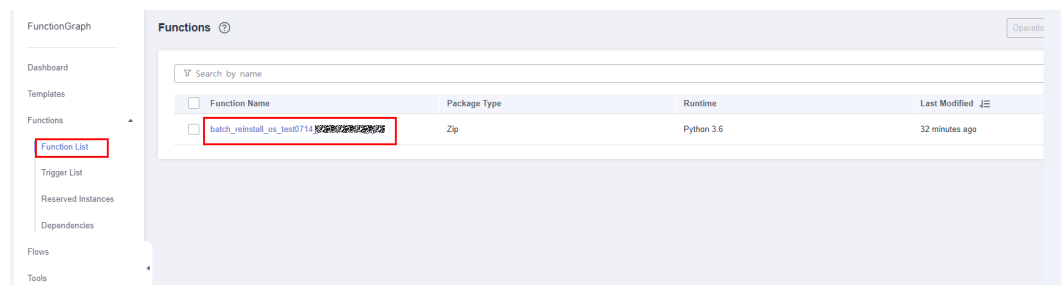 FunctionGraph
Dashboard
Templates
Functions
Function List
Trigger List
Reserved Instances
Dependencies
Flows
Tools
Functions
Operatio
Search by name
Function Name Package Type Runtime Last Modified
batch_reinstall_os_test0714 Zip Python 3.6 32 minutes ago